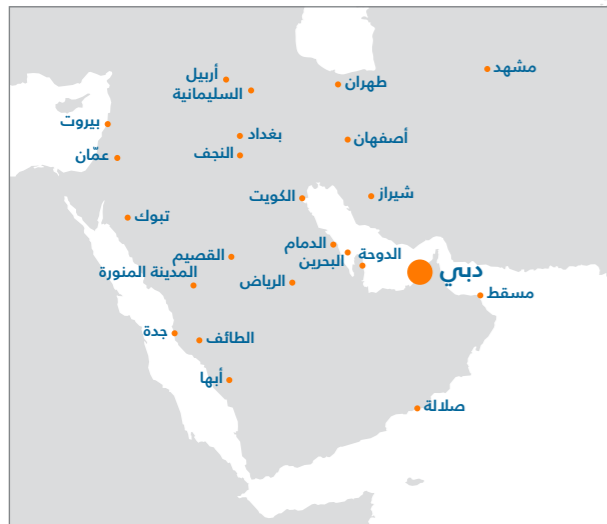 مشهد
طهران
أربيل
السليمانية
بيروت
بغداد
أصفهان
عمّان
النجف
شيراز
الكويت
تبوك
الدمام
الدوحة
القصيم
البحرين
دبي
المدينة المنورة
الرياض
مسقط
جدة
الطائف
أبها
صلالة